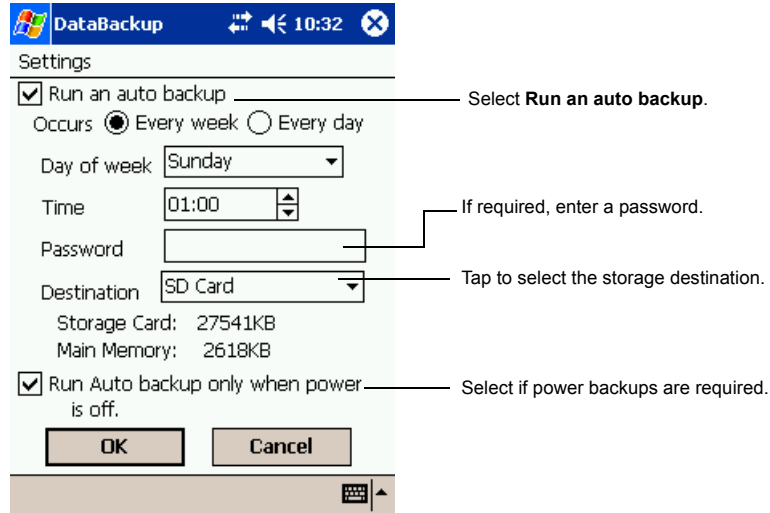 DataBackup 10:32
Settings
Run an auto backup
Select Run an auto backup.
Occurs Every week Every day
Day of week Sunday
Time 01:00
If required, enter a password.
Password
Tap to select the storage destination.
Destination SD Card
Storage Card: 27541KB
Main Memory: 2618KB
Run Auto backup only when power
is off.
Select if power backups are required.
OK Cancel